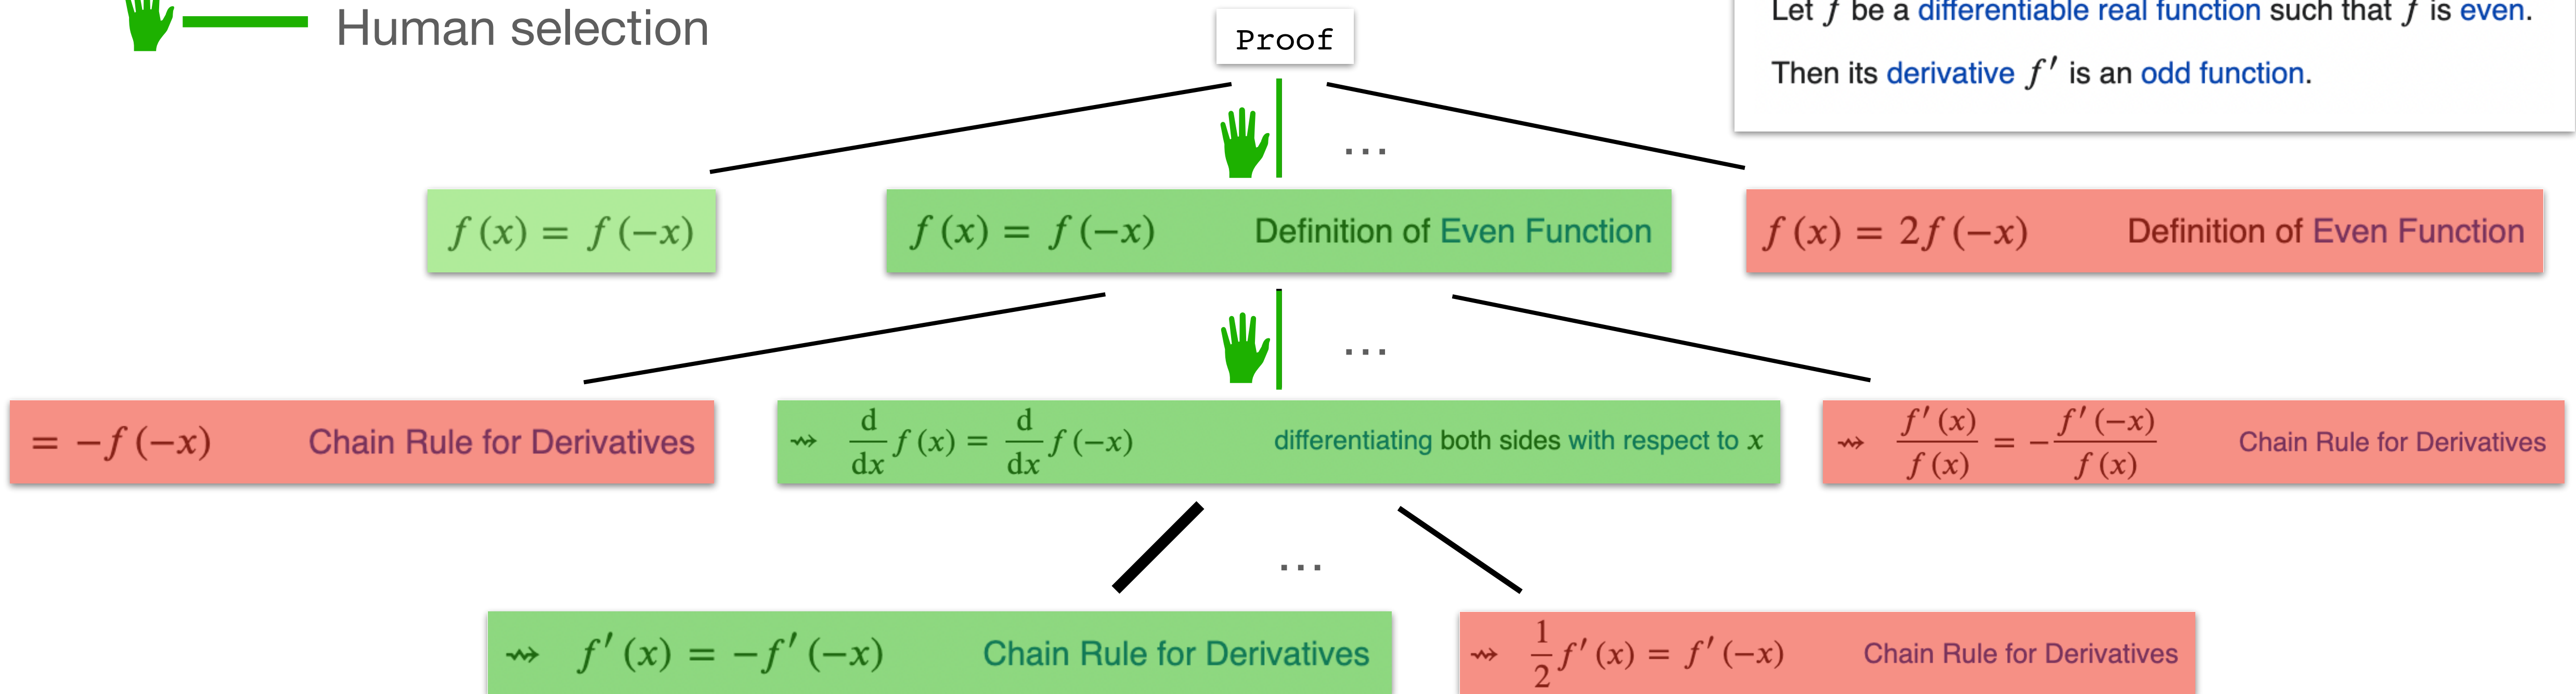 Human selection
Proof
Let f be a differentiable real function such that f is even.
Then its derivative f′ is an odd function.
...
f (x) = f (−x)
f (x) = f (−x) Definition of Even Function
f (x) = 2f (−x) Definition of Even Function
...
= −f (−x) Chain Rule for Derivatives
⇝ d/dx f (x) = d/dx f (−x) differentiating both sides with respect to x
⇝ f′ (x)/f (x) = −f′ (−x)/f (x) Chain Rule for Derivatives
...
⇝ f′ (x) = −f′ (−x) Chain Rule for Derivatives
⇝ 1/2 f′ (x) = f′ (−x) Chain Rule for Derivatives